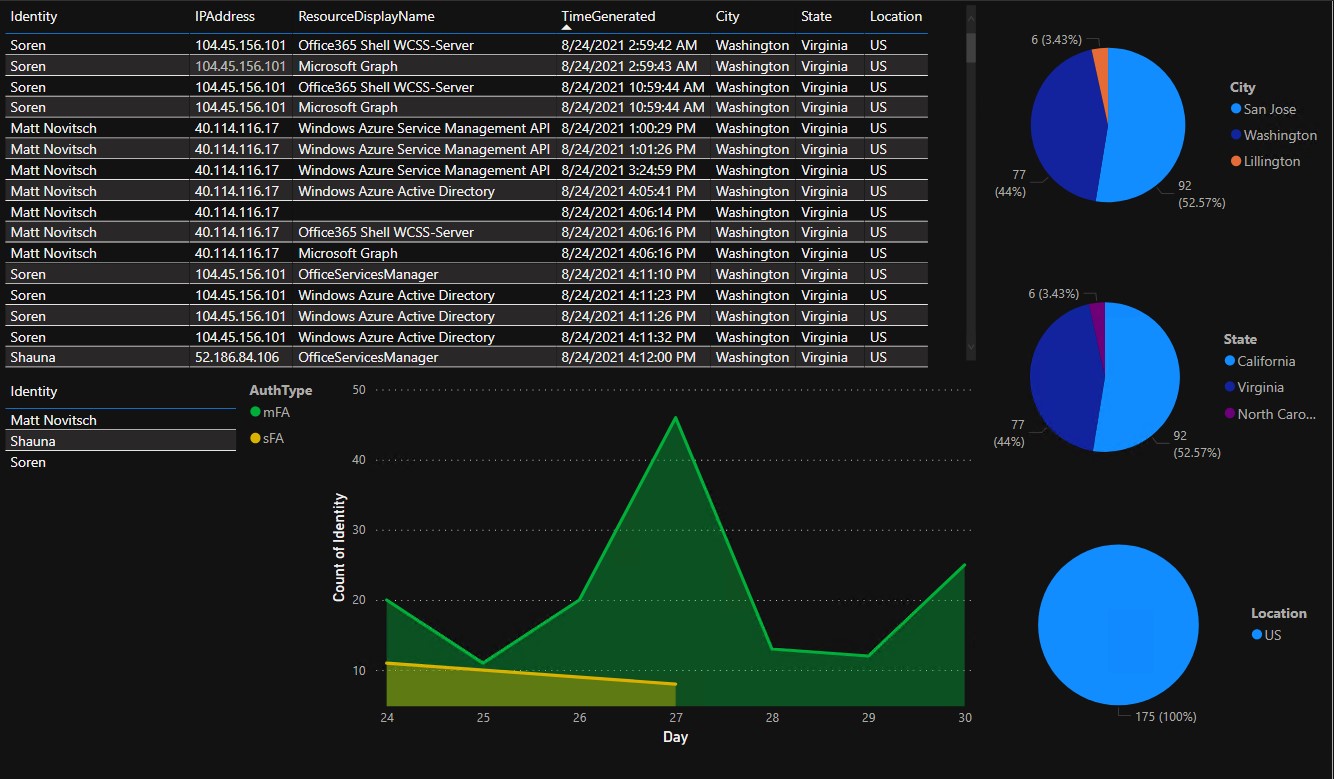 Identity IPAddress ResourceDisplayName TimeGenerated City State Location
Soren 104.45.156.101 Office365 Shell WCSS-Server 8/24/2021 2:59:42 AM Washington Virginia US
Soren 104.45.156.101 Microsoft Graph 8/24/2021 2:59:43 AM Washington Virginia US
Soren 104.45.156.101 Office365 Shell WCSS-Server 8/24/2021 10:59:44 AM Washington Virginia US
Soren 104.45.156.101 Microsoft Graph 8/24/2021 10:59:44 AM Washington Virginia US
Matt Novitsch 40.114.116.17 Windows Azure Service Management API 8/24/2021 1:00:29 PM Washington Virginia US
Matt Novitsch 40.114.116.17 Windows Azure Service Management API 8/24/2021 1:01:26 PM Washington Virginia US
Matt Novitsch 40.114.116.17 Windows Azure Service Management API 8/24/2021 3:24:59 PM Washington Virginia US
Matt Novitsch 40.114.116.17 Windows Azure Active Directory 8/24/2021 4:05:41 PM Washington Virginia US
Matt Novitsch 40.114.116.17 8/24/2021 4:06:14 PM Washington Virginia US
Matt Novitsch 40.114.116.17 Office365 Shell WCSS-Server 8/24/2021 4:06:16 PM Washington Virginia US
Matt Novitsch 40.114.116.17 Microsoft Graph 8/24/2021 4:06:16 PM Washington Virginia US
Soren 104.45.156.101 OfficeServicesManager 8/24/2021 4:11:10 PM Washington Virginia US
Soren 104.45.156.101 Windows Azure Active Directory 8/24/2021 4:11:23 PM Washington Virginia US
Soren 104.45.156.101 Windows Azure Active Directory 8/24/2021 4:11:26 PM Washington Virginia US
Soren 104.45.156.101 Windows Azure Active Directory 8/24/2021 4:11:32 PM Washington Virginia US
Shauna 52.186.84.106 OfficeServicesManager 8/24/2021 4:12:00 PM Washington Virginia US
6 (3.43%)
77
(44%)
92
(52.57%)
City
San Jose
Washington
Lillington
6 (3.43%)
77
(44%)
92
(52.57%)
State
California
Virginia
North Caro...
Identity
Matt Novitsch
Shauna
Soren
AuthType
mFA
sFA
Count of Identity
50
40
30
20
10
24 25 26 27 28 29 30
Day
Location
US
175 (100%)